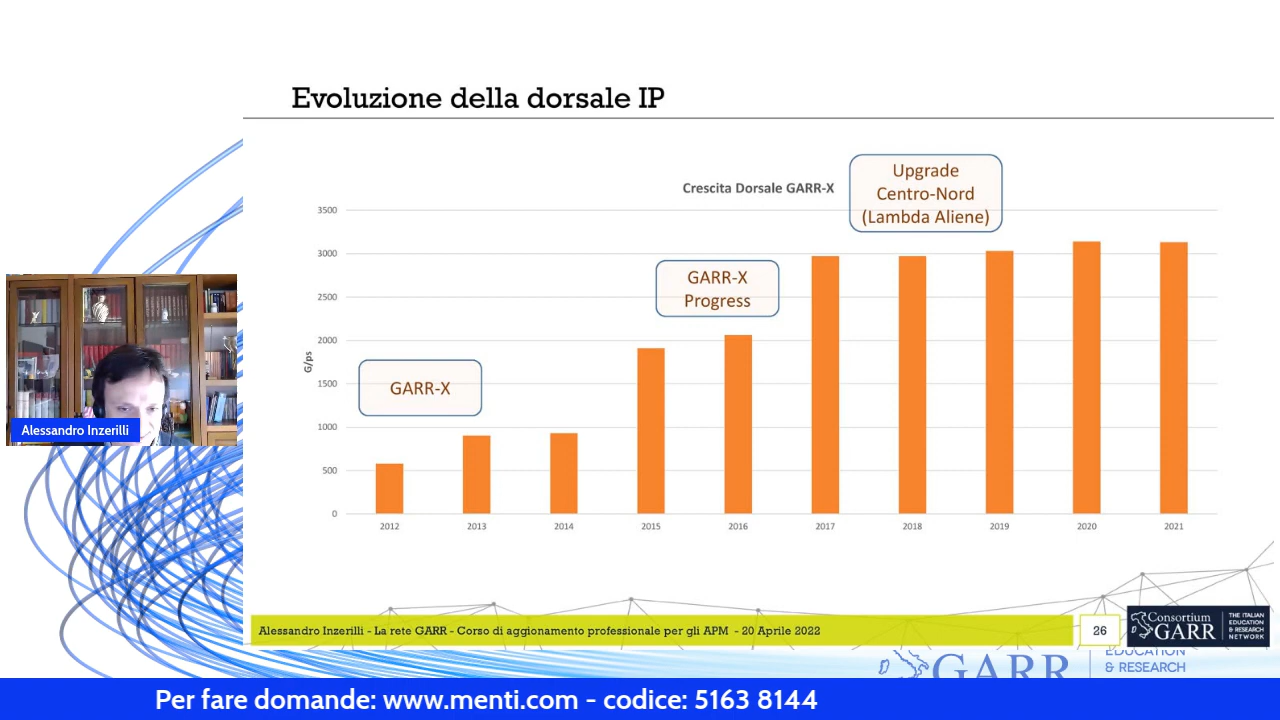 Evoluzione della dorsale IP
Crescita Dorsale GARR-X
Upgrade
Centro-Nord
(Lambda Aliene)
GARR-X
Progress
GARR-X
G/ps
3500
3000
2500
2000
1500
1000
500
0
2012
2013
2014
2015
2016
2017
2018
2019
2020
2021
Alessandro Inzerilli
Alessandro Inzerilli - La rete GARR - Corso di aggionamento professionale per gli APM - 20 Aprile 2022
26
Consortium
GARR
THE ITALIAN
EDUCATION
& RESEARCH
NETWORK
GARR
EDUCATION
& RESEARCH
Per fare domande: www.menti.com - codice: 5163 8144